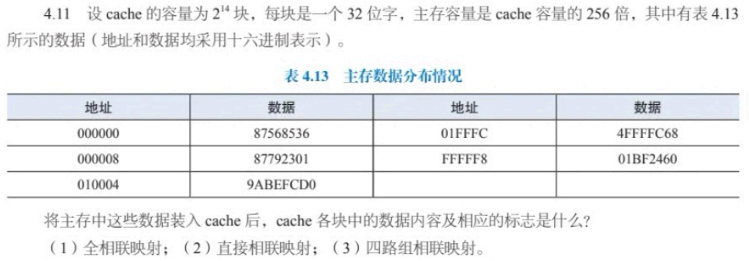 4.11 设 cache 的容量为 2¹⁴ 块，每块是一个 32 位字，主存容量是 cache 容量的 256 倍，其中有表 4.13
所示的数据（地址和数据均采用十六进制表示）。
表 4.13 主存数据分布情况
地址 数据 地址 数据
000000 87568536 01FFFC 4FFFFC68
000008 87792301 FFFFF8 01BF2460
010004 9ABEFCD0
将主存中这些数据装入 cache 后，cache 各块中的数据内容及相应的标志是什么？
（1）全相联映射；（2）直接相联映射；（3）四路组相联映射。